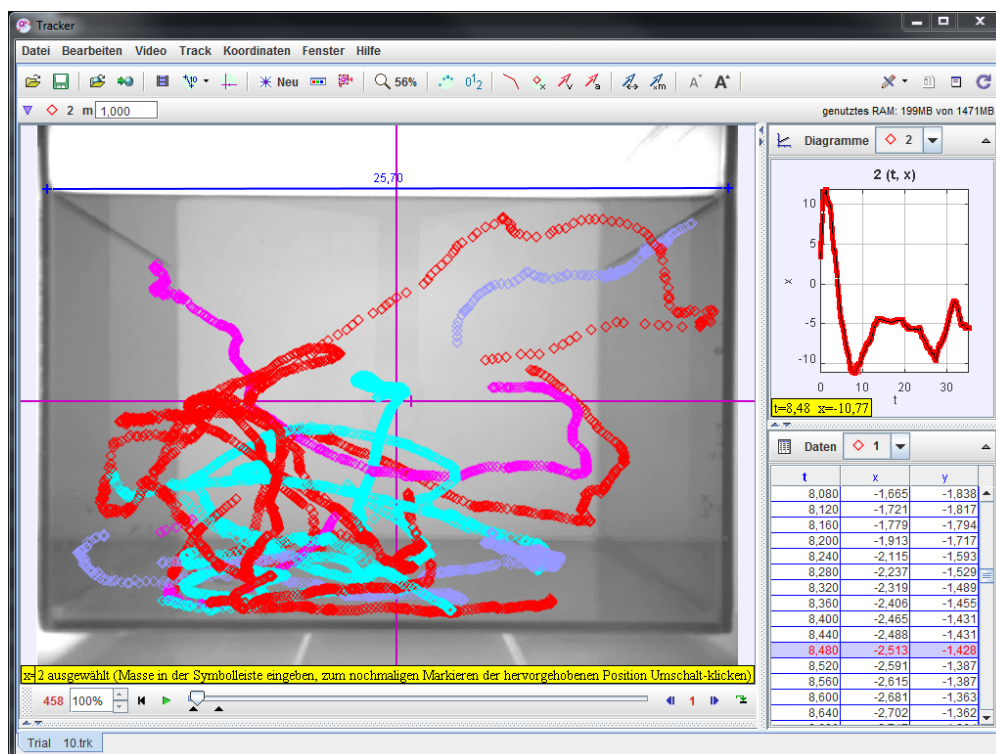 Tracker
Datei Bearbeiten Video Track Koordinaten Fenster Hilfe
Neu 56%
2 m 1,000
genutztes RAM: 199MB von 1471MB
25,70
Diagramme 2
2 (t, x)
10
5
0
-5
-10
x
0 10 20 30
t
t=8,48 x=-10,77
Daten 1
t x y
8,080 -1,665 -1,838
8,120 -1,721 -1,817
8,160 -1,779 -1,794
8,200 -1,913 -1,717
8,240 -2,115 -1,593
8,280 -2,237 -1,529
8,320 -2,319 -1,489
8,360 -2,406 -1,455
8,400 -2,465 -1,431
8,440 -2,488 -1,431
8,480 -2,513 -1,428
8,520 -2,591 -1,387
8,560 -2,615 -1,387
8,600 -2,681 -1,363
8,640 -2,702 -1,362
2 ausgewählt (Masse in der Symbolleiste eingeben, zum nochmaligen Markieren der hervorgehobenen Position Umschalt-klicken)
458 100% 1
Trial 10.trk